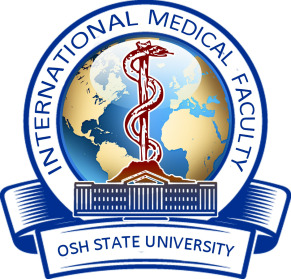 INTERNATIONAL MEDICAL FACULTY
OSH STATE UNIVERSITY